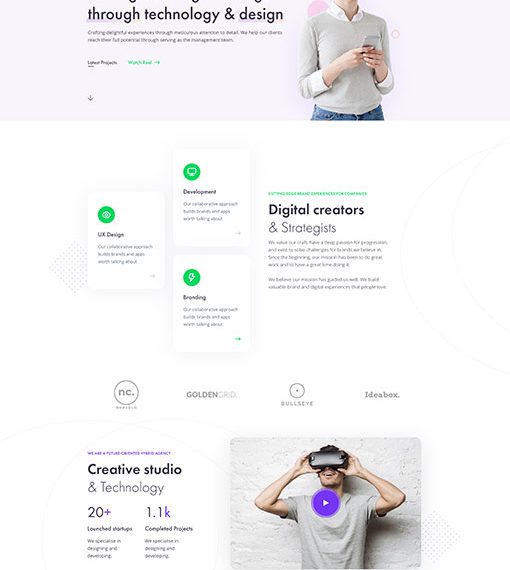 through technology & design
Crafting delightful experiences through meticulous attention to detail. We help our clients
reach their full potential through serving as the management team.
Latest Projects
Watch Reel
Development
Our collaborative approach
builds brands and apps
worth talking about
UX Design
Our collaborative approach
builds brands and apps
worth talking about
Branding
Our collaborative approach
builds brands and apps
worth talking about
CUTTING-EDGE BRAND EXPERIENCES FOR COMPANIES
Digital creators
& Strategists
We value our craft, have a deep passion for progression,
and exist to solve challenges for brands we believe in.
Since the beginning, our mission has been to do great
work and to have a great time doing it.
We believe our mission has guided us well. We build
valuable brand and digital experiences that people love.
nc.
GOLDENGRID.
BULLSEYE
Ideabox.
WE ARE A FUTURE-ORIENTED HYBRID AGENCY
Creative studio
& Technology
20+
Launched startups
We specialise in
designing and
developing.
1.1k
Completed Projects
We specialise in
designing and
developing.